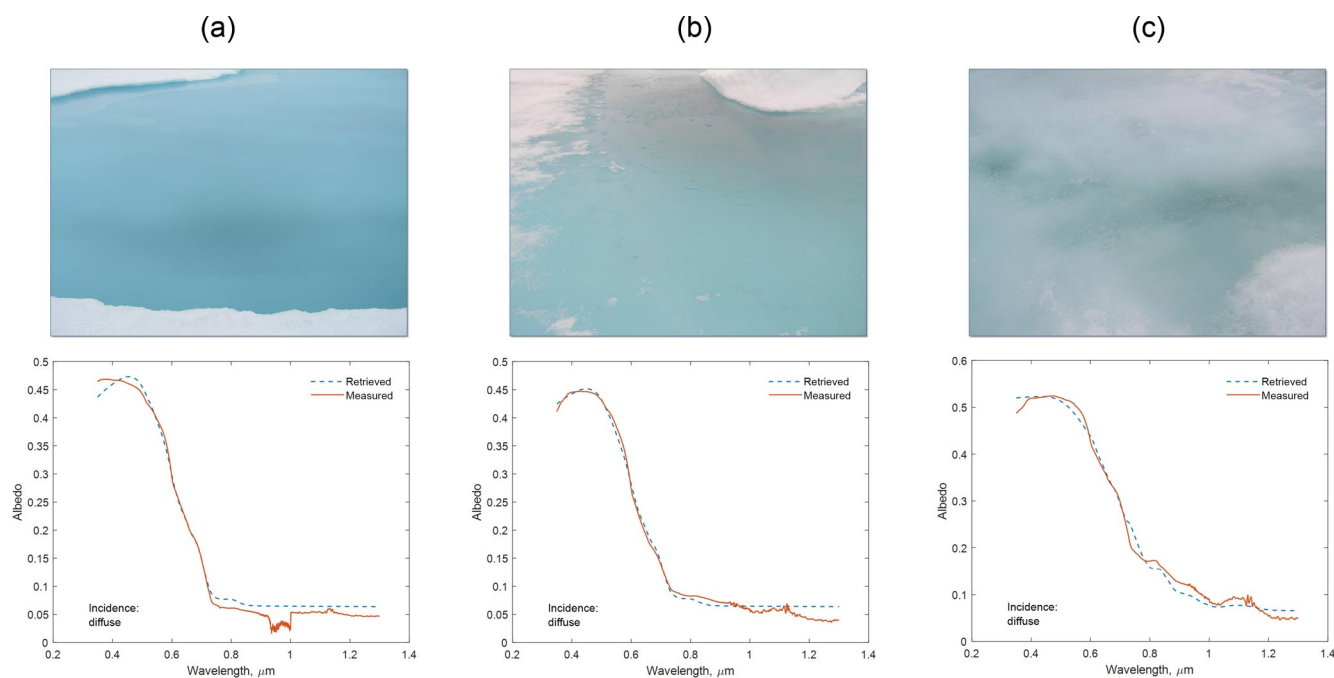 (a)
(b)
(c)
0.5
0.45
0.4
0.35
0.3
0.25
0.2
0.15
0.1
0.05
0
Albedo
Retrieved
Measured
Incidence:
diffuse
0.2 0.4 0.6 0.8 1 1.2 1.4
Wavelength, μm
0.5
0.45
0.4
0.35
0.3
0.25
0.2
0.15
0.1
0.05
0
Albedo
Retrieved
Measured
Incidence:
diffuse
0.2 0.4 0.6 0.8 1 1.2 1.4
Wavelength, μm
0.6
0.5
0.4
0.3
0.2
0.1
0
Albedo
Retrieved
Measured
Incidence:
diffuse
0.2 0.4 0.6 0.8 1 1.2 1.4
Wavelength, μm